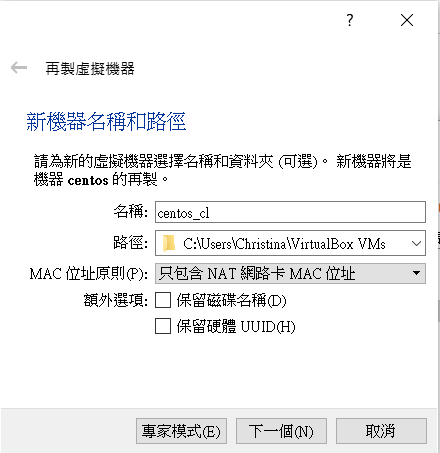 ?
再製虛擬機器
新機器名稱和路徑
請為新的虛擬機器選擇名稱和資料夾 (可選)。 新機器將是
機器 centos 的再製。
名稱: centos_cl
路徑: C:\Users\Christina\VirtualBox VMs
MAC 位址原則(P): 只包含 NAT 網路卡 MAC 位址
額外選項: 保留磁碟名稱(D)
保留硬體 UUID(H)
專家模式(E) 下一個(N) 取消